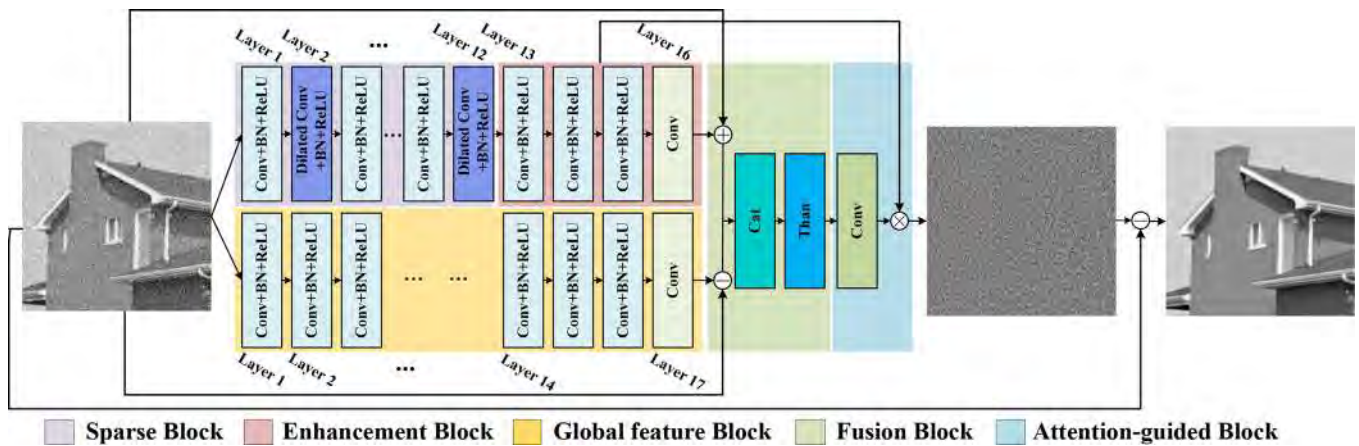 Layer 1
Layer 2
...
Layer 12
Layer 13
Layer 16
Conv+BN+ReLU
Dilated Conv
+BN+ReLU
Conv+BN+ReLU
...
Conv+BN+ReLU
Dilated Conv
+BN+ReLU
Conv+BN+ReLU
Conv+BN+ReLU
Conv+BN+ReLU
Conv
+
Cat
Than
Conv
×
−
Conv+BN+ReLU
Conv+BN+ReLU
Conv+BN+ReLU
... ...
Conv+BN+ReLU
Conv+BN+ReLU
Conv+BN+ReLU
Conv
−
Layer 1
Layer 2
...
Layer 14
Layer 17
Sparse Block
Enhancement Block
Global feature Block
Fusion Block
Attention-guided Block